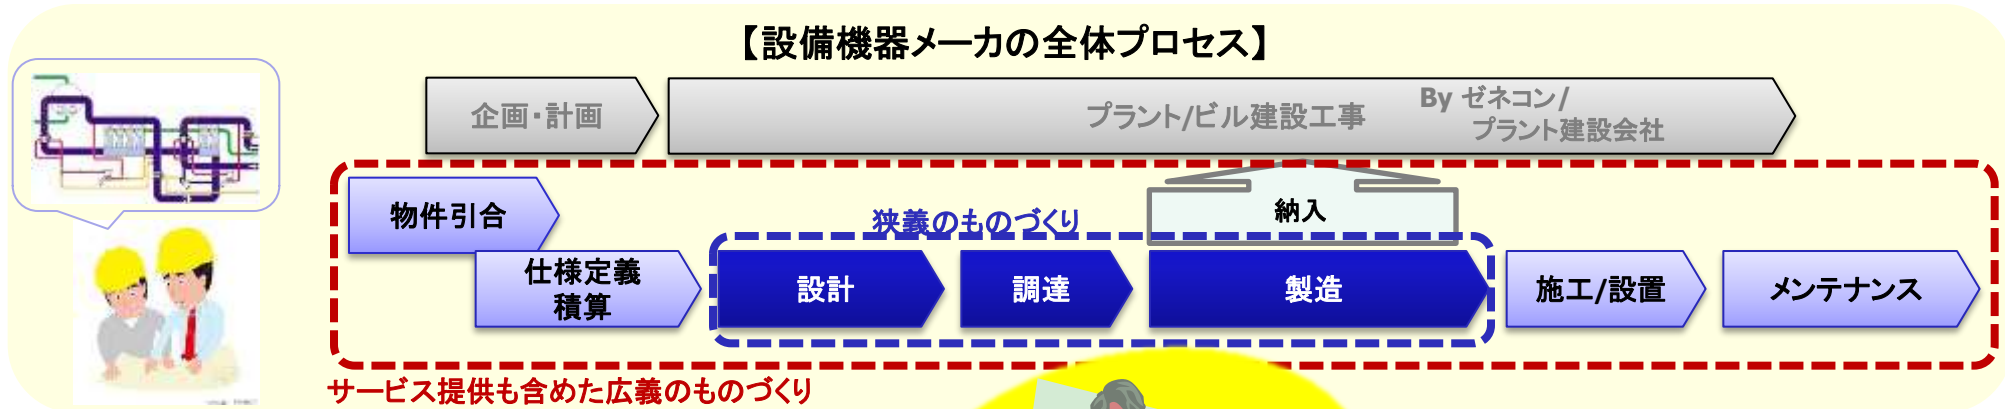 【設備機器メーカの全体プロセス】
企画・計画
プラント/ビル建設工事
By ゼネコン/
プラント建設会社
物件引合
狭義のものづくり
納入
仕様定義
積算
設計
調達
製造
施工/設置
メンテナンス
サービス提供も含めた広義のものづくり